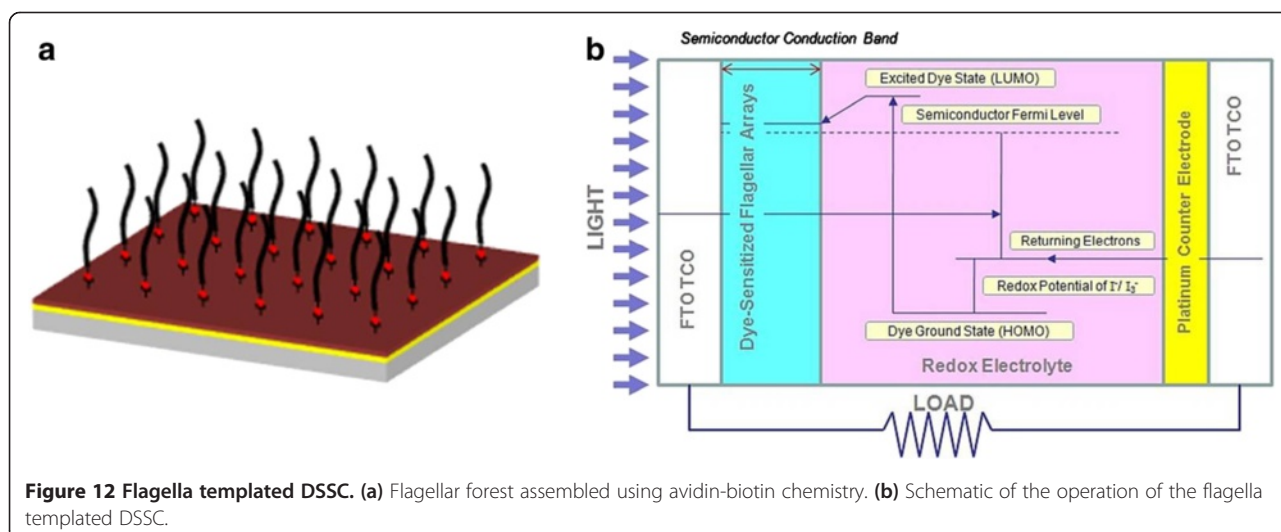 a
b
Semiconductor Conduction Band
Excited Dye State (LUMO)
Semiconductor Fermi Level
LIGHT
FTO TCO
Dye-Sensitized Flagellar Arrays
Returning Electrons
Redox Potential of I⁻/ I₃⁻
Dye Ground State (HOMO)
Redox Electrolyte
Platinum Counter Electrode
FTO TCO
LOAD
Figure 12 Flagella templated DSSC. (a) Flagellar forest assembled using avidin-biotin chemistry. (b) Schematic of the operation of the flagella
templated DSSC.